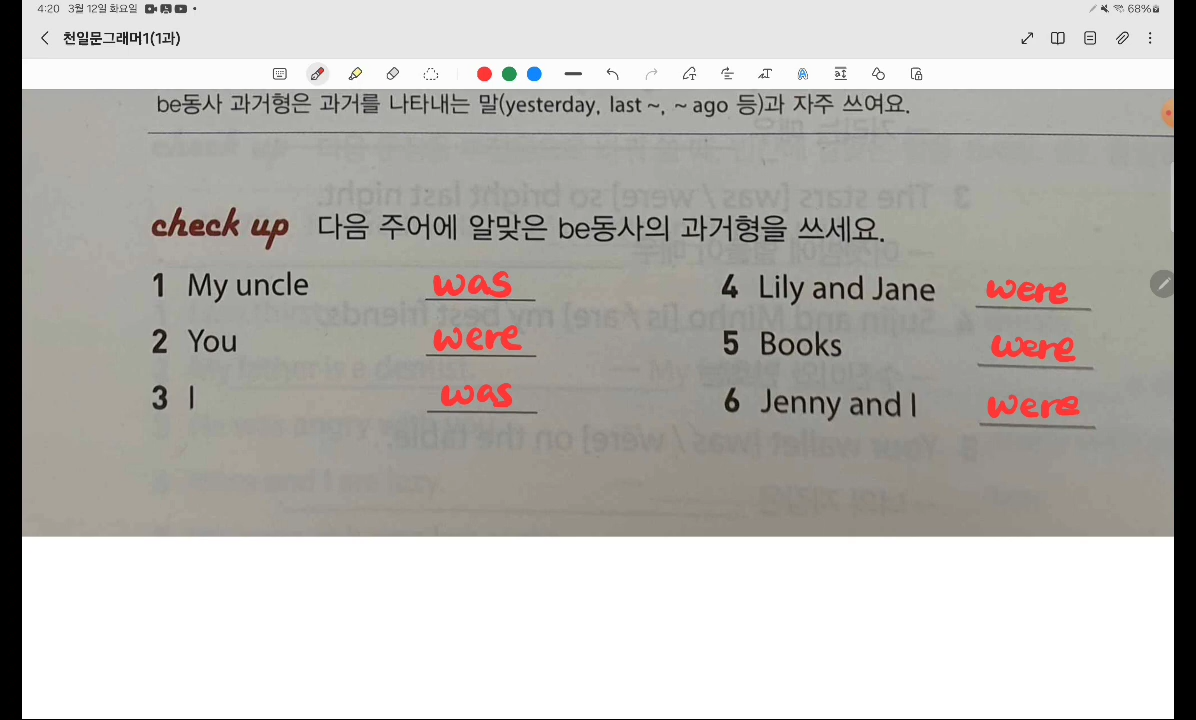 4:20 3월 12일 화요일
68%
천일문그래머1(1과)
be동사 과거형은 과거를 나타내는 말(yesterday, last ~, ~ ago 등)과 자주 쓰여요.
check up 다음 주어에 알맞은 be동사의 과거형을 쓰세요.
1 My uncle was
2 You were
3 I was
4 Lily and Jane were
5 Books were
6 Jenny and I were